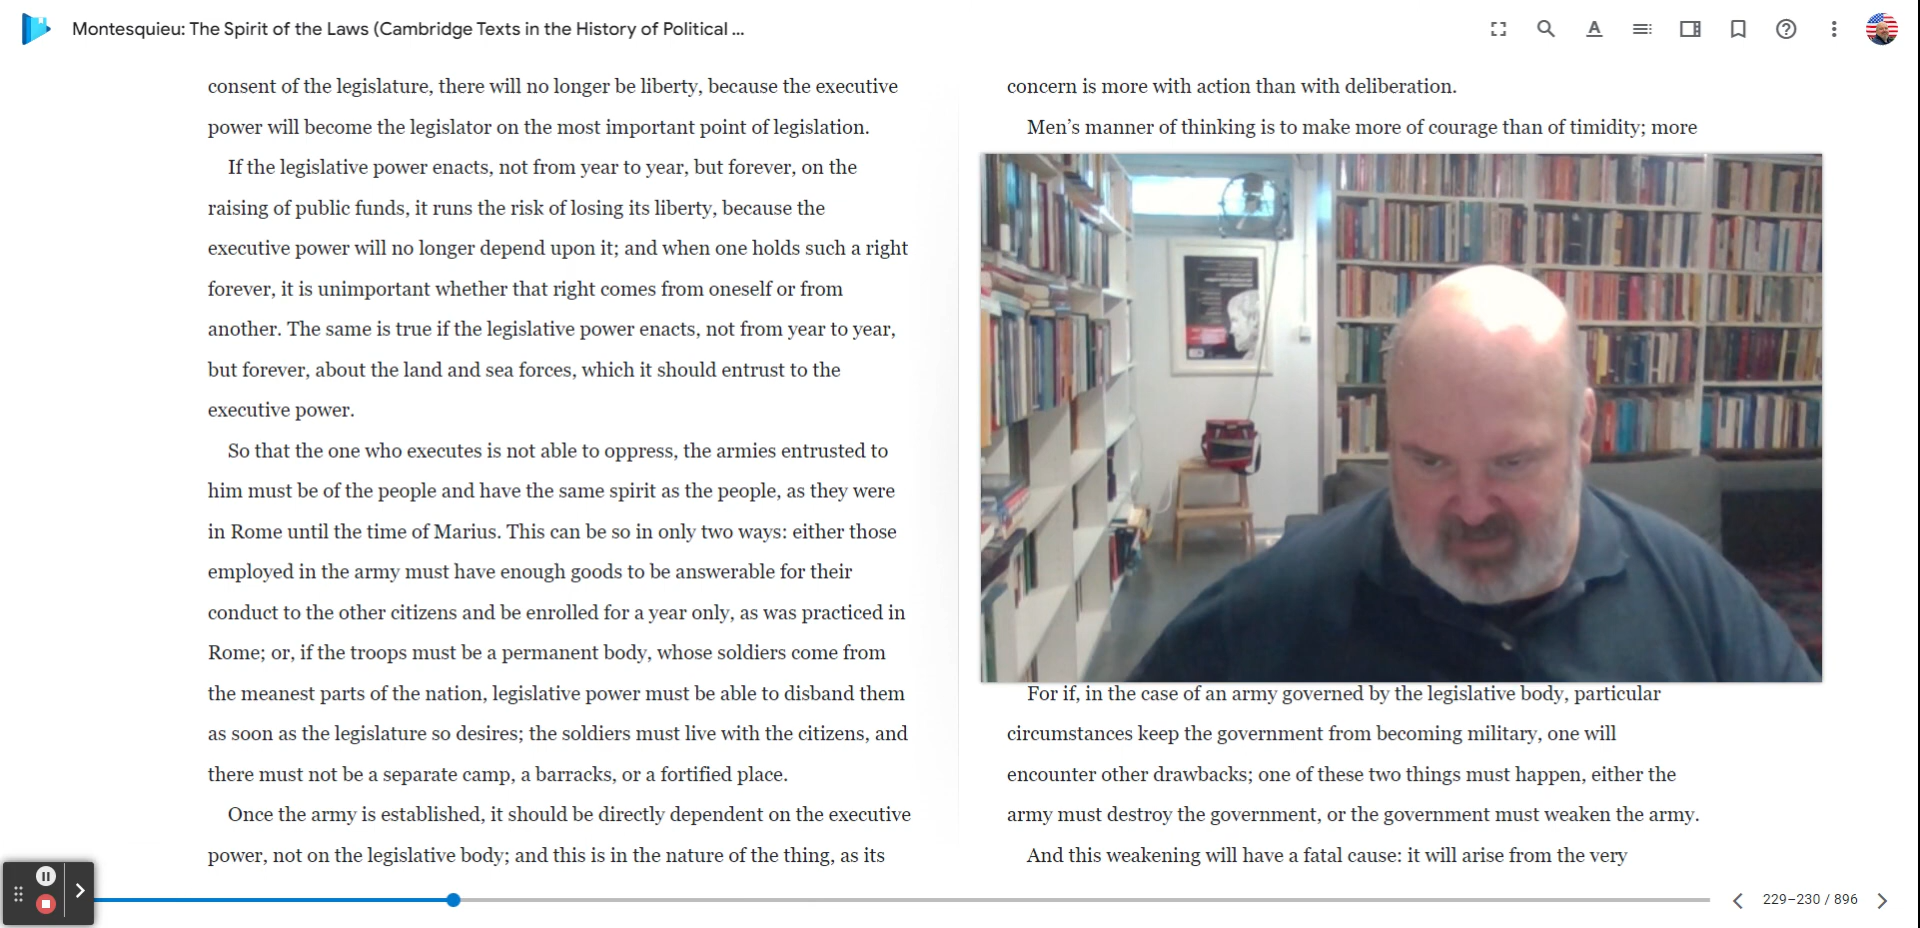 Montesquieu: The Spirit of the Laws (Cambridge Texts in the History of Political ...
consent of the legislature, there will no longer be liberty, because the executive
power will become the legislator on the most important point of legislation.
If the legislative power enacts, not from year to year, but forever, on the
raising of public funds, it runs the risk of losing its liberty, because the
executive power will no longer depend upon it; and when one holds such a right
forever, it is unimportant whether that right comes from oneself or from
another. The same is true if the legislative power enacts, not from year to year,
but forever, about the land and sea forces, which it should entrust to the
executive power.
So that the one who executes is not able to oppress, the armies entrusted to
him must be of the people and have the same spirit as the people, as they were
in Rome until the time of Marius. This can be so in only two ways: either those
employed in the army must have enough goods to be answerable for their
conduct to the other citizens and be enrolled for a year only, as was practiced in
Rome; or, if the troops must be a permanent body, whose soldiers come from
the meanest parts of the nation, legislative power must be able to disband them
as soon as the legislature so desires; the soldiers must live with the citizens, and
there must not be a separate camp, a barracks, or a fortified place.
Once the army is established, it should be directly dependent on the executive
power, not on the legislative body; and this is in the nature of the thing, as its
concern is more with action than with deliberation.
Men’s manner of thinking is to make more of courage than of timidity; more
For if, in the case of an army governed by the legislative body, particular
circumstances keep the government from becoming military, one will
encounter other drawbacks; one of these two things must happen, either the
army must destroy the government, or the government must weaken the army.
And this weakening will have a fatal cause: it will arise from the very
229–230 / 896